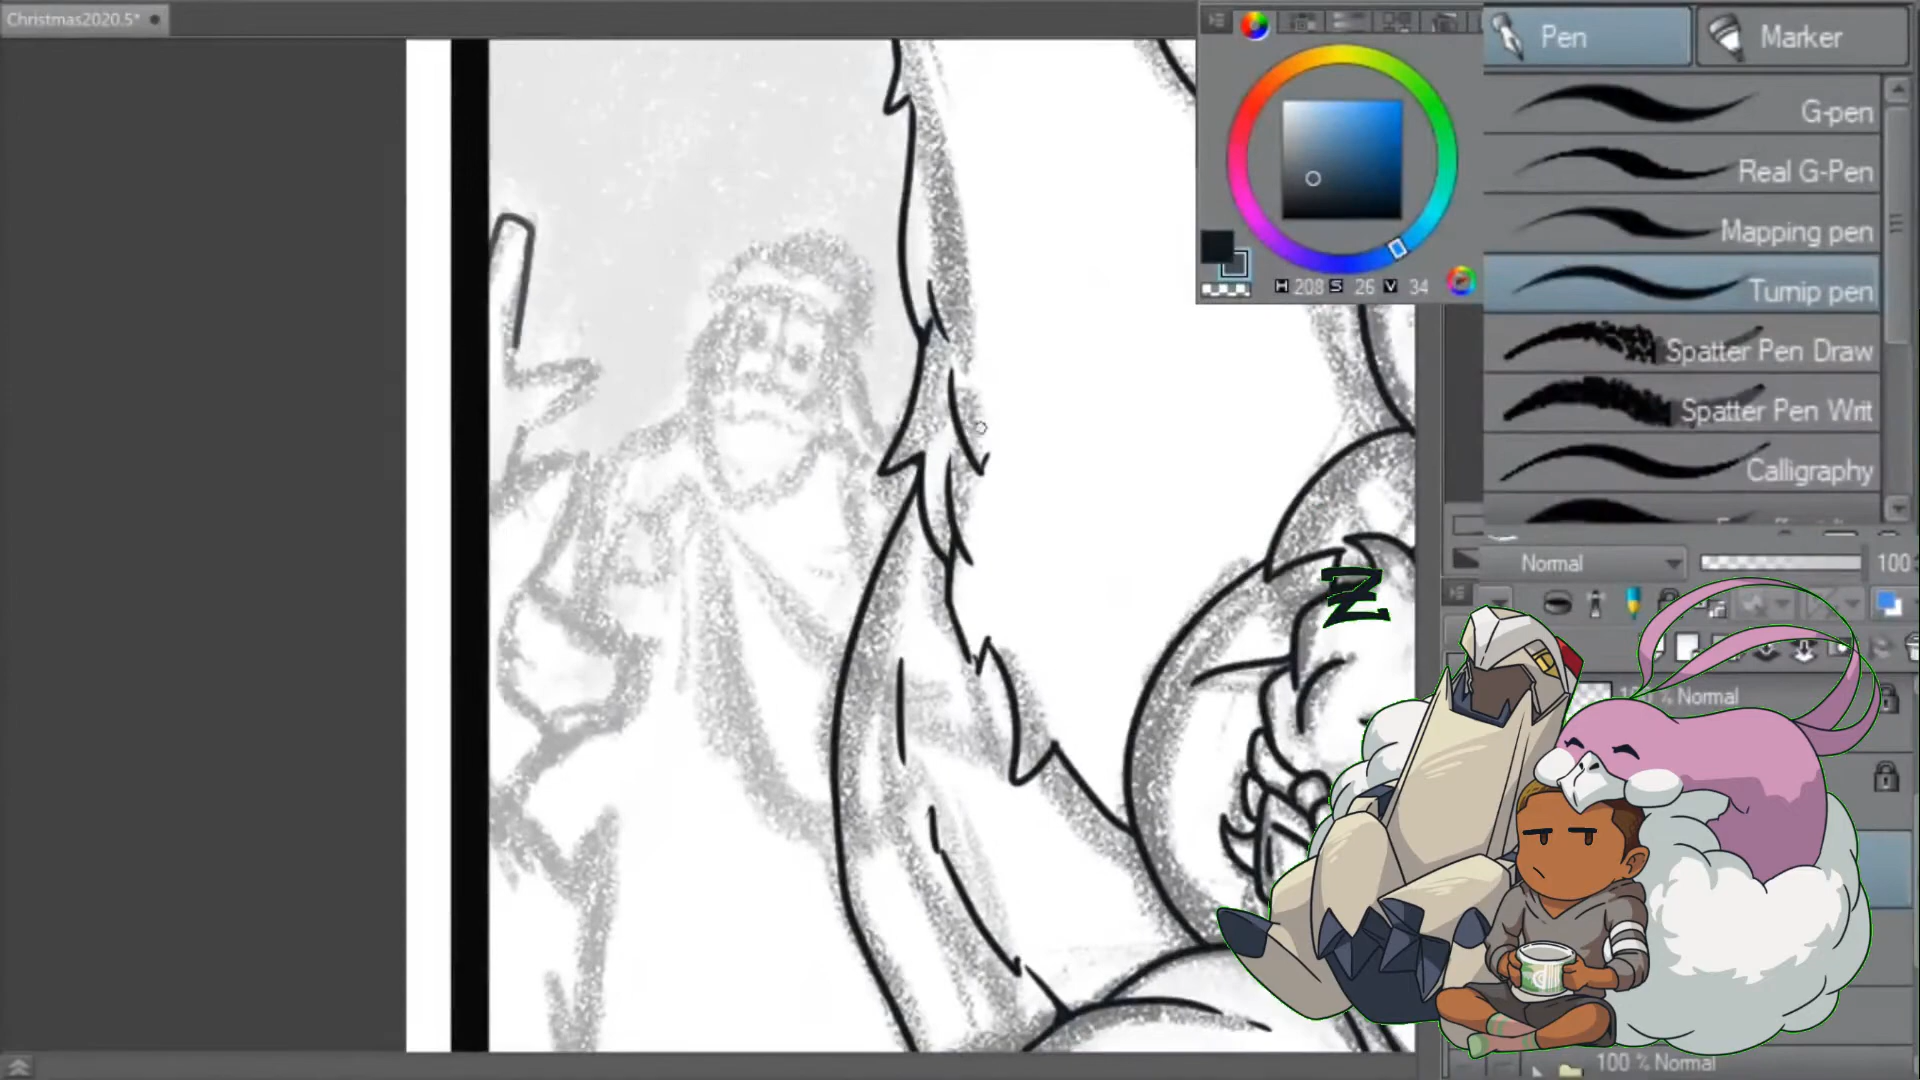 Christmas2020.5*
Pen
Marker
G-pen
Real G-Pen
Mapping pen
Turnip pen
Spatter Pen Draw
Spatter Pen Writ
Calligraphy
H 208 S 26 V 34
Normal
100
Z
% Normal
100 % Normal